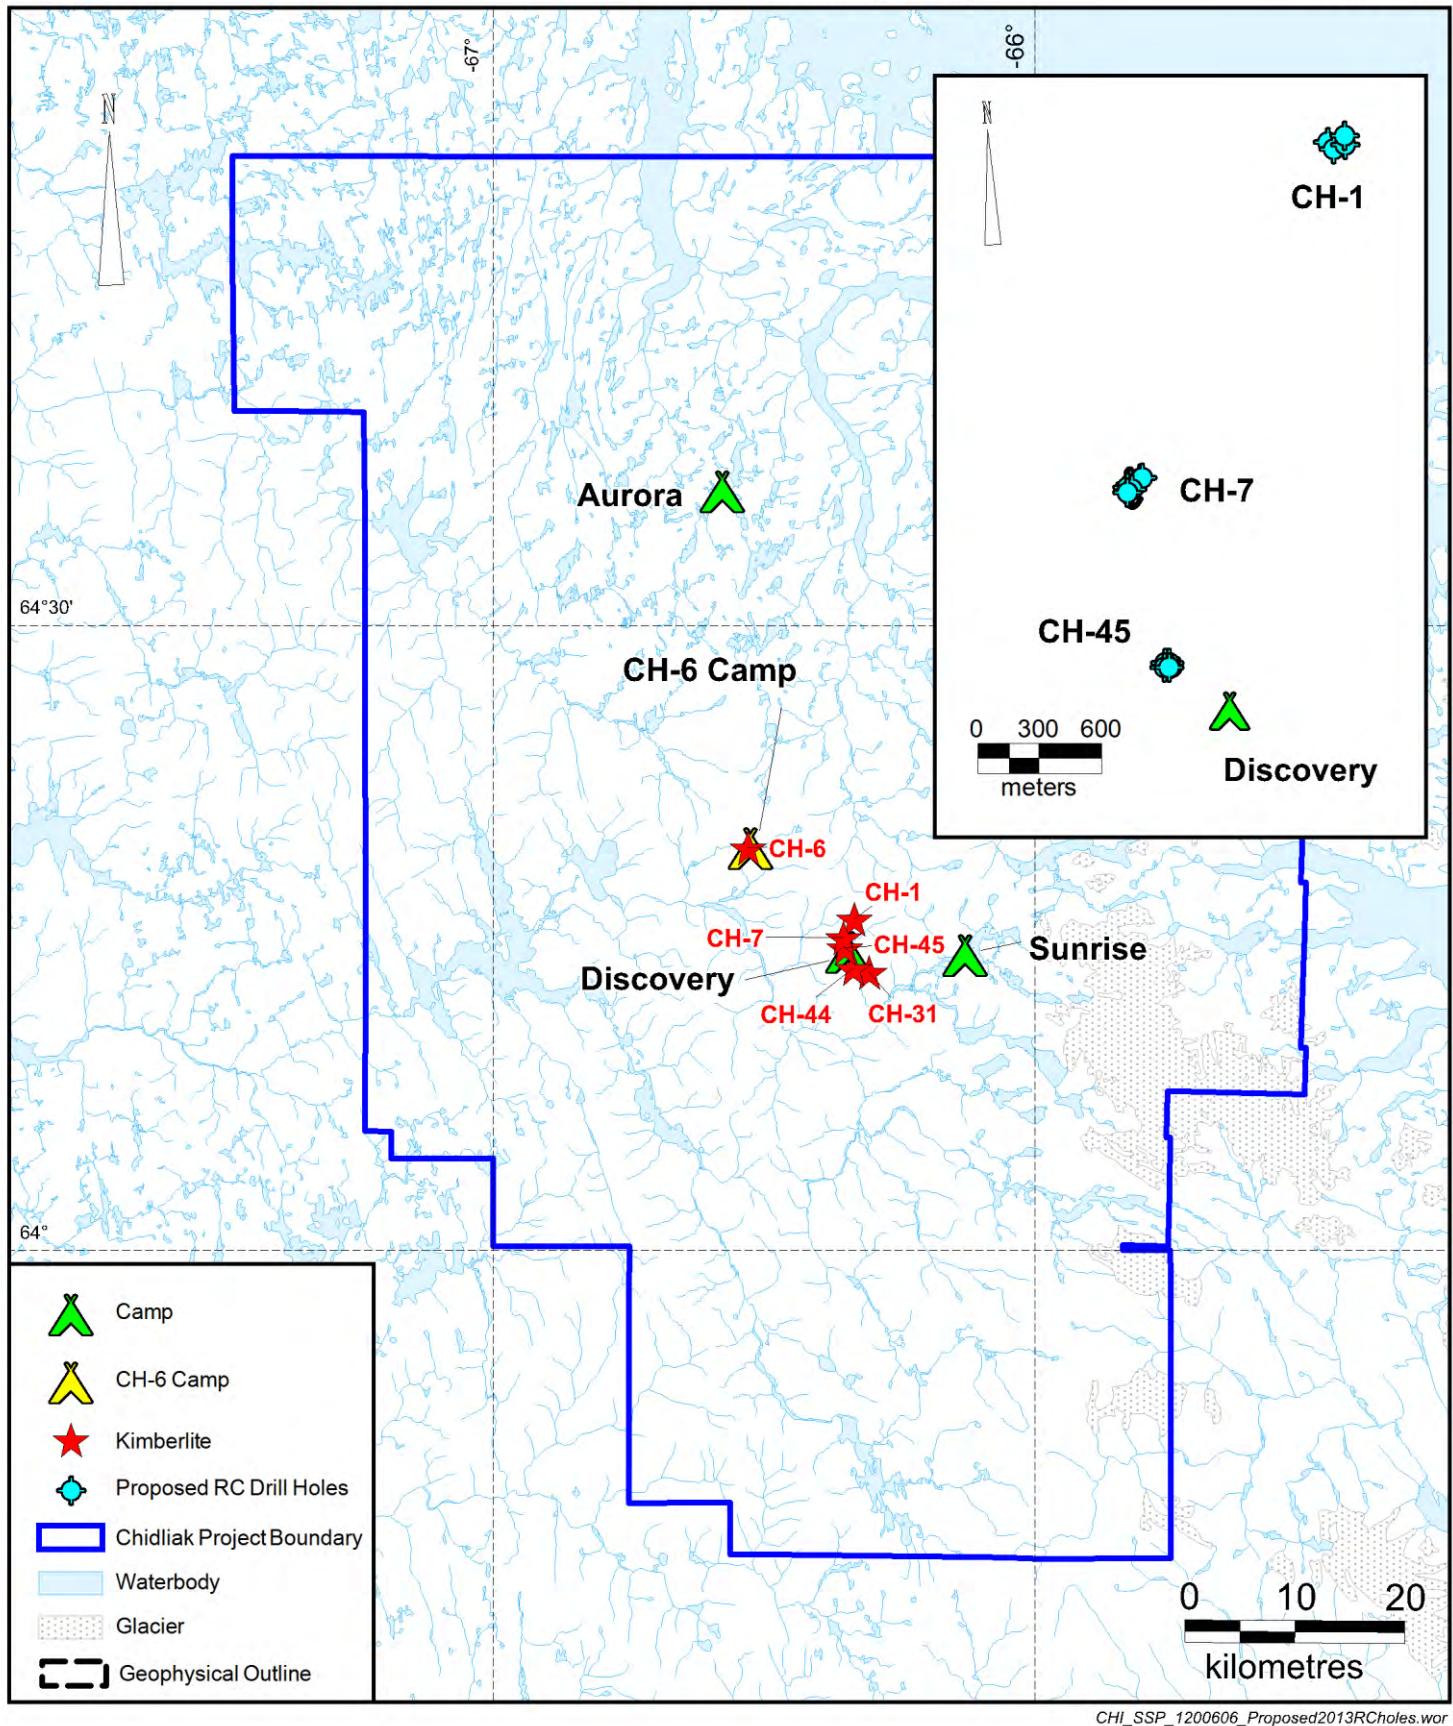 -67°
-66°
N
N
CH-1
Aurora
CH-7
64°30'
CH-45
CH-6 Camp
0 300 600
meters
Discovery
CH-6
CH-1
CH-7
CH-45
Sunrise
Discovery
CH-44
CH-31
64°
Camp
CH-6 Camp
Kimberlite
Proposed RC Drill Holes
Chidliak Project Boundary
Waterbody
Glacier
Geophysical Outline
0 10 20
kilometres
CHI_SSP_1200606_Proposed2013RCholes.wor